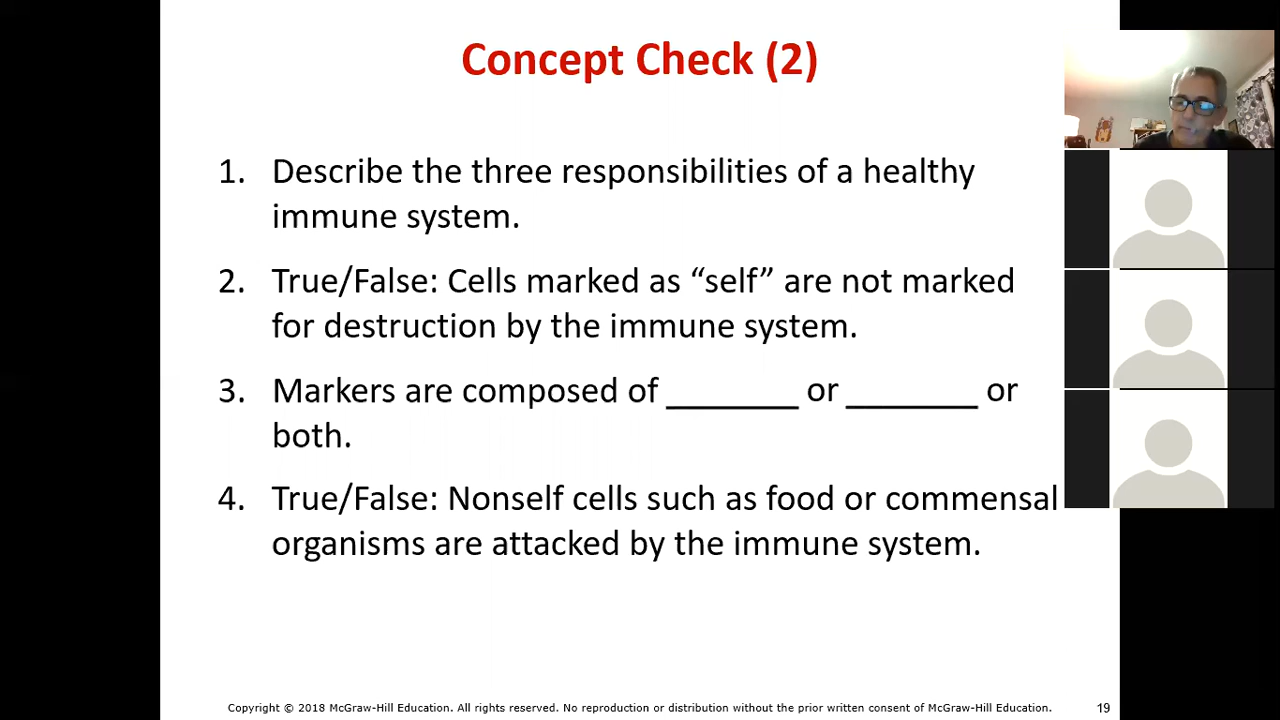 Concept Check (2)
1. Describe the three responsibilities of a healthy
immune system.
2. True/False: Cells marked as “self” are not marked
for destruction by the immune system.
3. Markers are composed of ________ or ________ or
both.
4. True/False: Nonself cells such as food or commensal
organisms are attacked by the immune system.
Copyright © 2018 McGraw-Hill Education. All rights reserved. No reproduction or distribution without the prior written consent of McGraw-Hill Education. 19